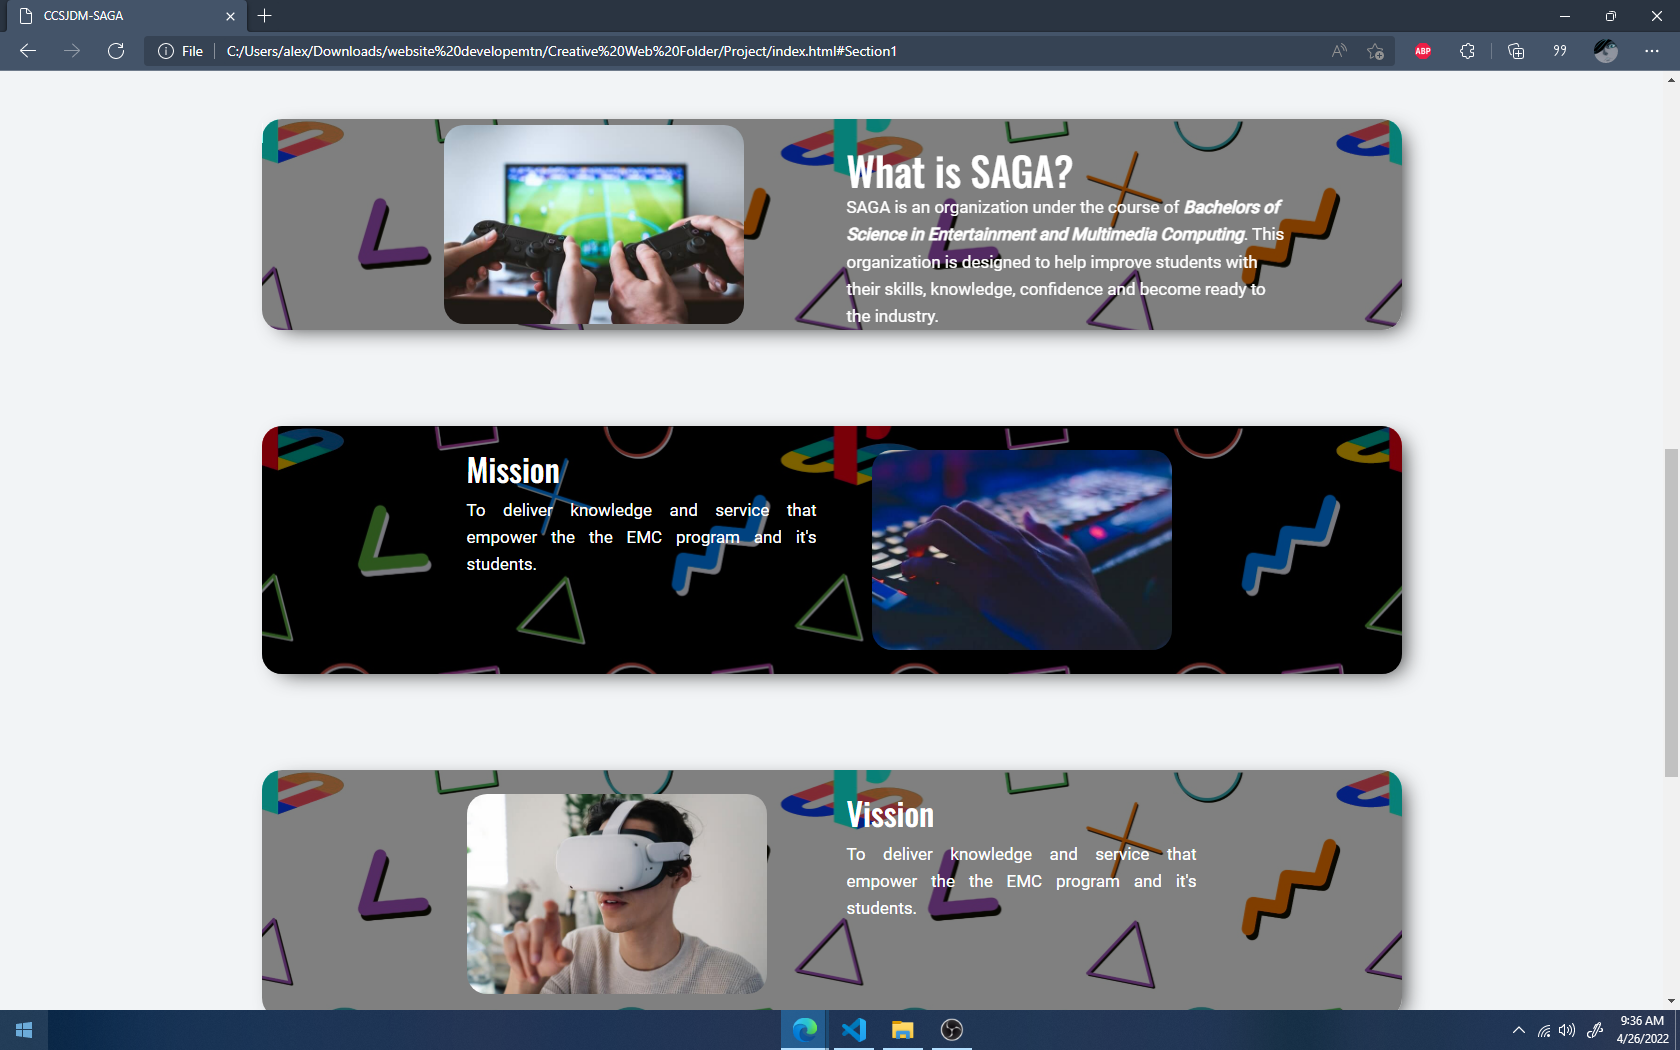 CCSJDM-SAGA
File
C:/Users/alex/Downloads/website%20developemtn/Creative%20Web%20Folder/Project/index.html#Section1
ABP
What is SAGA?
SAGA is an organization under the course of Bachelors of
Science in Entertainment and Multimedia Computing. This
organization is designed to help improve students with
their skills, knowledge, confidence and become ready to
the industry.
Mission
To deliver knowledge and service that
empower the the EMC program and it's
students.
Vission
To deliver knowledge and service that
empower the the EMC program and it's
students.
9:36 AM
4/26/2022